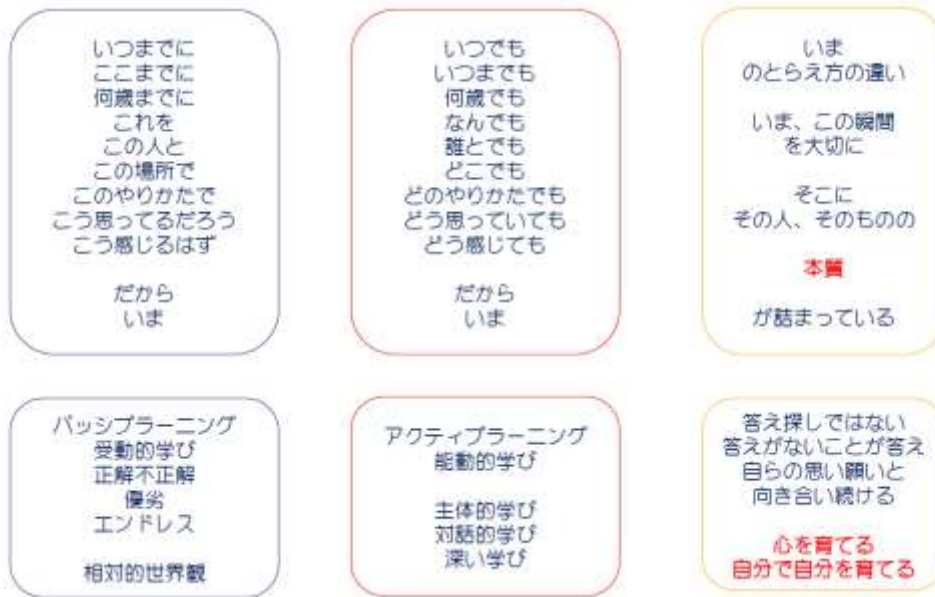 いつまでに
ここまでに
何歳までに
これを
この人と
この場所で
このやりかたで
こう思ってるだろう
こう感じるはず
だから
いま
いつでも
いつまでも
何歳でも
なんでも
誰とでも
どこでも
どのやりかたでも
どう思っていても
どう感じても
だから
いま
いま
のとらえ方の違い
いま、この瞬間
を大切に
そこに
その人、そのものの
本質
が詰まっている
パッシブラーニング
受動的学び
正解不正解
優劣
エンドレス
相対的世界観
アクティブラーニング
能動的学び
主体的学び
対話的学び
深い学び
答え探しではない
答えがないことが答え
自らの思い願いと
向き合い続ける
心を育てる
自分で自分を育てる